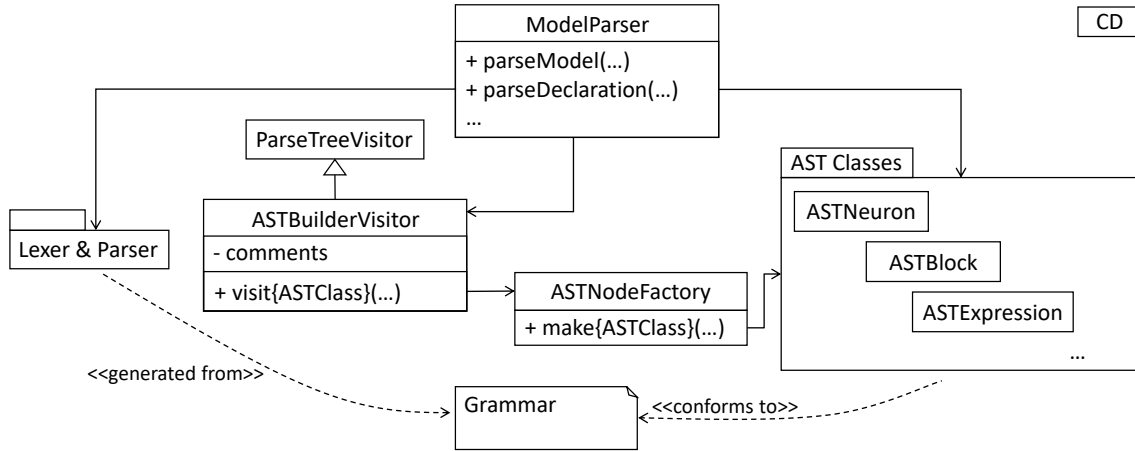 ModelParser
CD
+ parseModel(...)
+ parseDeclaration(...)
...
ParseTreeVisitor
AST Classes
ASTNeuron
ASTBuilderVisitor
Lexer & Parser
- comments
ASTBlock
+ visit{ASTClass}(...)
ASTNodeFactory
ASTExpression
+ make{ASTClass}(...)
...
<<generated from>>
Grammar
<<conforms to>>